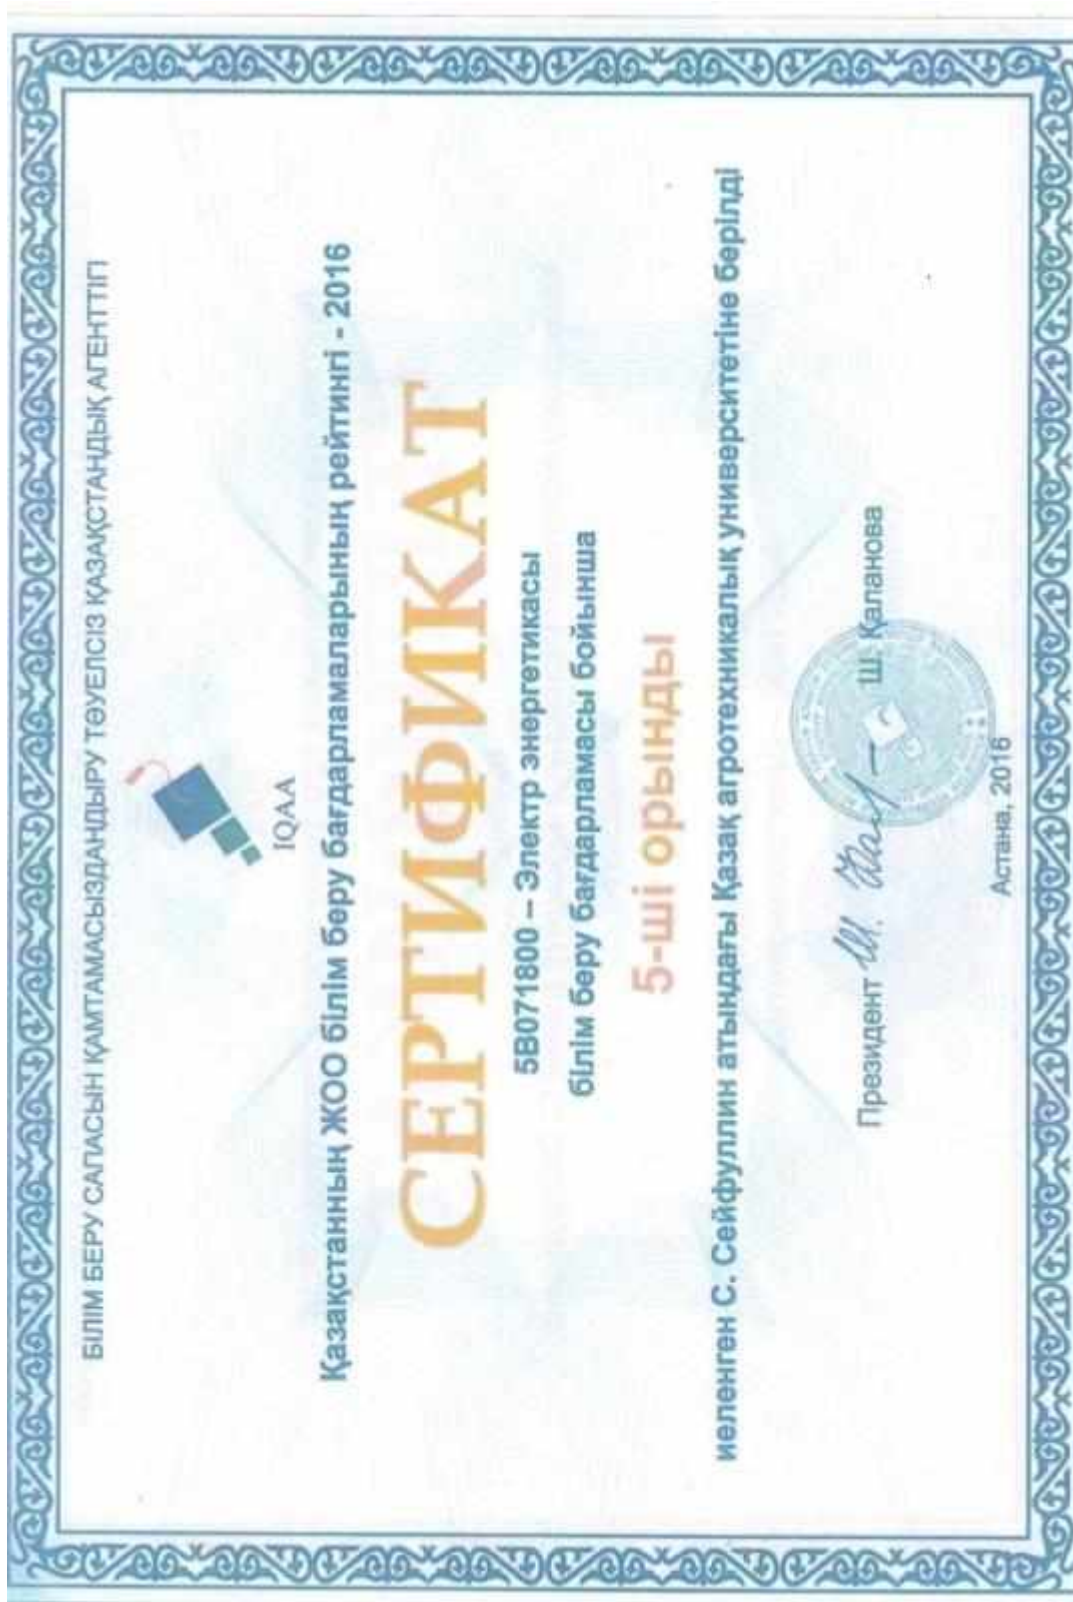 БІЛІМ БЕРУ САПАСЫН ҚАМТАМАСЫЗДАНДЫРУ ТӘУЕЛСІЗ ҚАЗАҚСТАНДЫҚ АГЕНТТІГІ
IQAA
Қазақстанның ЖОО білім беру бағдарламаларының рейтингі - 2016
СЕРТИФИКАТ
5В071800 – Электр энергетикасы
білім беру бағдарламасы бойынша
5-ші орынды
иеленген С. Сейфуллин атындағы Қазақ агротехникалық университетіне берілді
Президент Ш. Қаланова
Астана, 2016